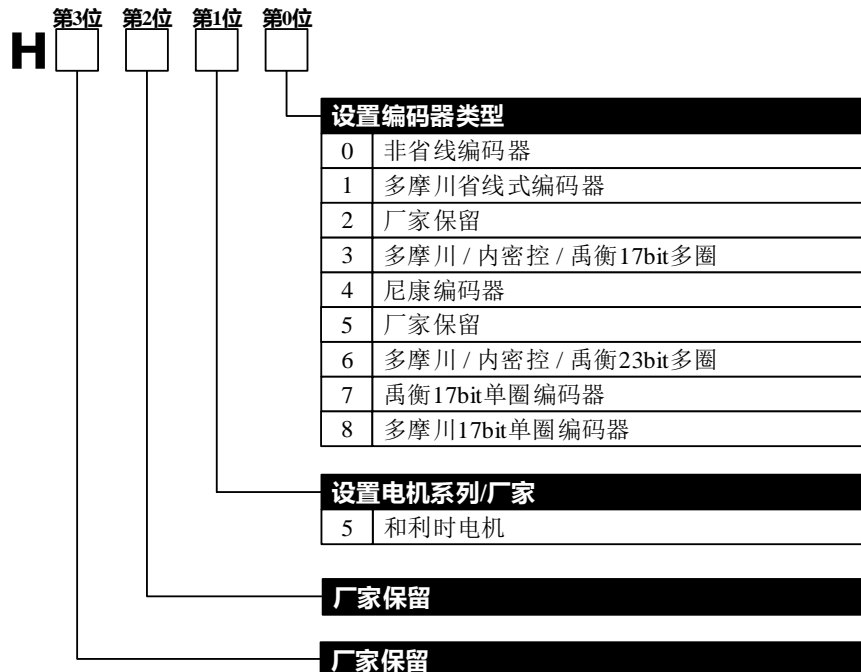 第3位 第2位 第1位 第0位
H
设置编码器类型
0 非省线编码器
1 多摩川省线式编码器
2 厂家保留
3 多摩川 / 内密控 / 禹衡17bit多圈
4 尼康编码器
5 厂家保留
6 多摩川 / 内密控 / 禹衡23bit多圈
7 禹衡17bit单圈编码器
8 多摩川17bit单圈编码器
设置电机系列/厂家
5 和利时电机
厂家保留
厂家保留